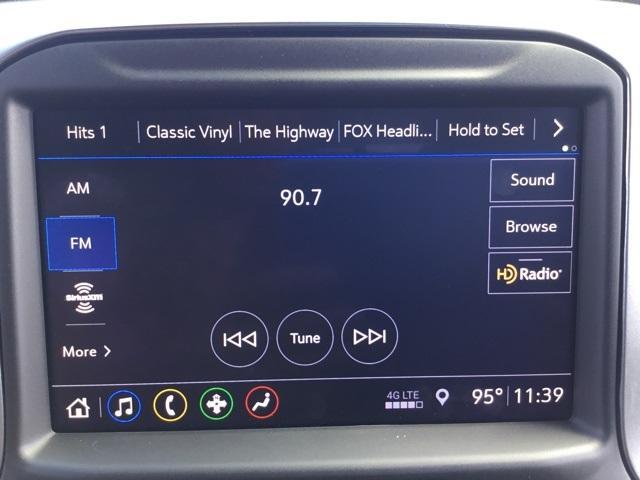 Hits 1 Classic Vinyl The Highway FOX Headli... Hold to Set
AM
90.7
Sound
FM
Browse
SiriusXM
HD Radio
Tune
More
4G LTE
95° 11:39